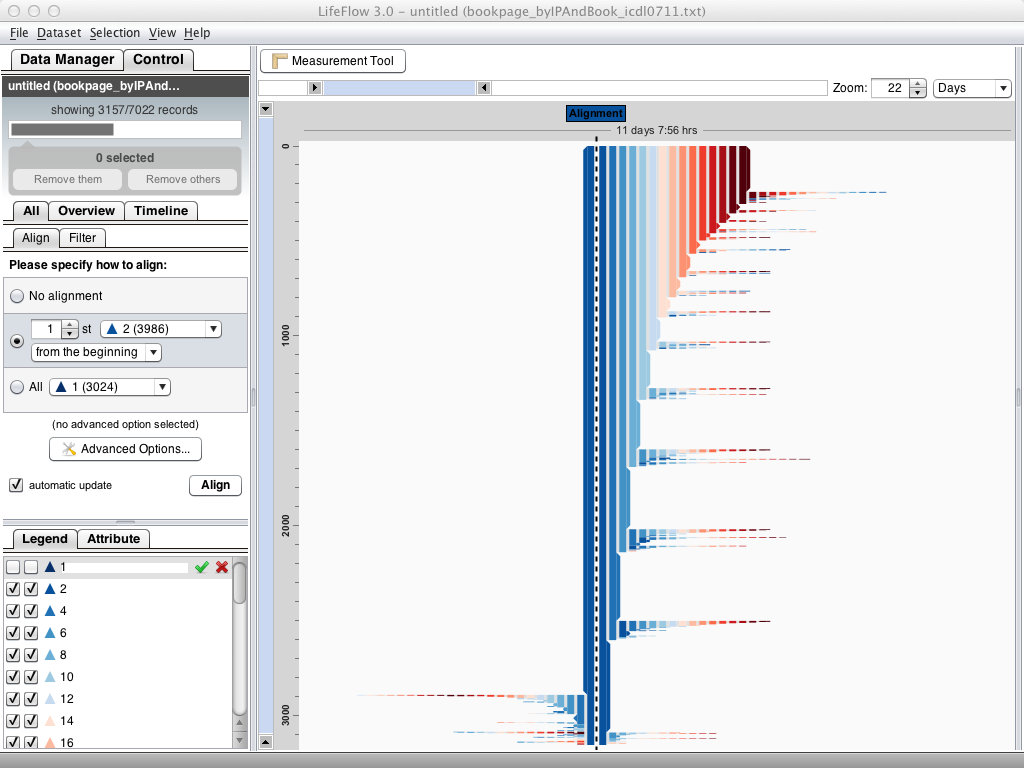 LifeFlow 3.0 – untitled (bookpage_byIPAndBook_icdl0711.txt)
File Dataset Selection View Help
Data Manager Control
untitled (bookpage_byIPAnd...
showing 3157/7022 records
0 selected
Remove them Remove others
All Overview Timeline
Align Filter
Please specify how to align:
No alignment
1 st 2 (3986)
from the beginning
All 1 (3024)
(no advanced option selected)
Advanced Options...
automatic update Align
Legend Attribute
1
2
4
6
8
10
12
14
16
Measurement Tool
Zoom: 22 Days
Alignment
11 days 7:56 hrs
0
1000
2000
3000